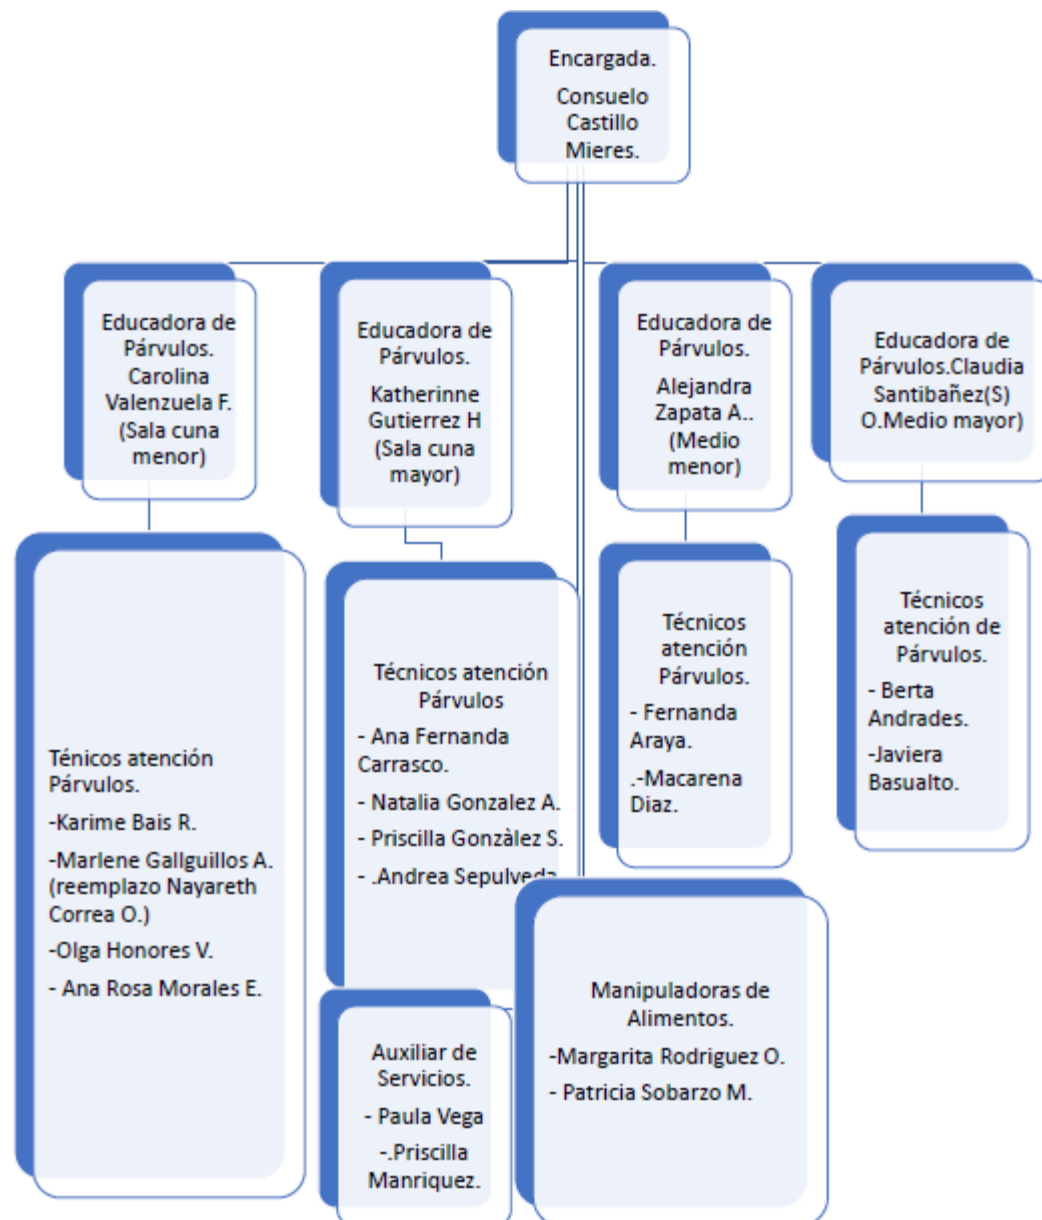 Encargada.
Consuelo
Castillo
Mieres.
Educadora de
Párvulos.
Carolina
Valenzuela F.
(Sala cuna
menor)
Educadora de
Párvulos.
Katherinne
Gutierrez H
(Sala cuna
mayor)
Educadora de
Párvulos.
Alejandra
Zapata A..
(Medio
menor)
Educadora de
Párvulos.Claudia
Santibañez(S)
O.Medio mayor)
Ténicos atención
Párvulos.
-Karime Bais R.
-Marlene Gallguillos A.
(reemplazo Nayareth
Correa O.)
-Olga Honores V.
- Ana Rosa Morales E.
Técnicos atención
Párvulos
- Ana Fernanda
Carrasco.
- Natalia Gonzalez A.
- Priscilla Gonzàlez S.
- .Andrea Sepulveda
Técnicos
atención
Párvulos.
- Fernanda
Araya.
.-Macarena
Diaz.
Técnicos
atención de
Párvulos.
- Berta
Andrades.
-Javiera
Basualto.
Auxiliar de
Servicios.
- Paula Vega
-.Priscilla
Manriquez.
Manipuladoras de
Alimentos.
-Margarita Rodriguez O.
- Patricia Sobarzo M.